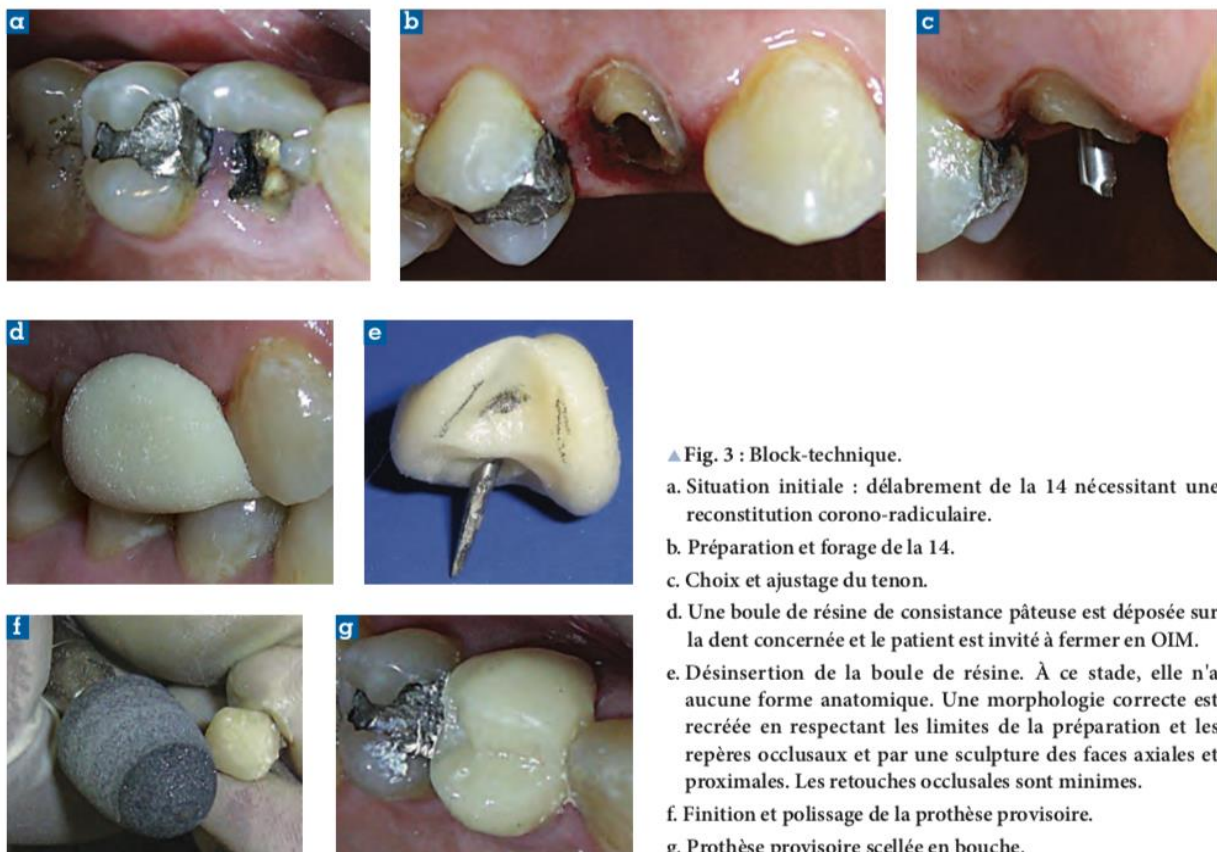 a
b
c
d
e
▲Fig. 3 : Block-technique.
a. Situation initiale : délabrement de la 14 nécessitant une
reconstitution corono-radiculaire.
b. Préparation et forage de la 14.
c. Choix et ajustage du tenon.
d. Une boule de résine de consistance pâteuse est déposée sur
la dent concernée et le patient est invité à fermer en OIM.
e. Désinsertion de la boule de résine. À ce stade, elle n'a
aucune forme anatomique. Une morphologie correcte est
recréée en respectant les limites de la préparation et les
repères occlusaux et par une sculpture des faces axiales et
proximales. Les retouches occlusales sont minimes.
f
g
f. Finition et polissage de la prothèse provisoire.
g. Prothèse provisoire scellée en bouche.